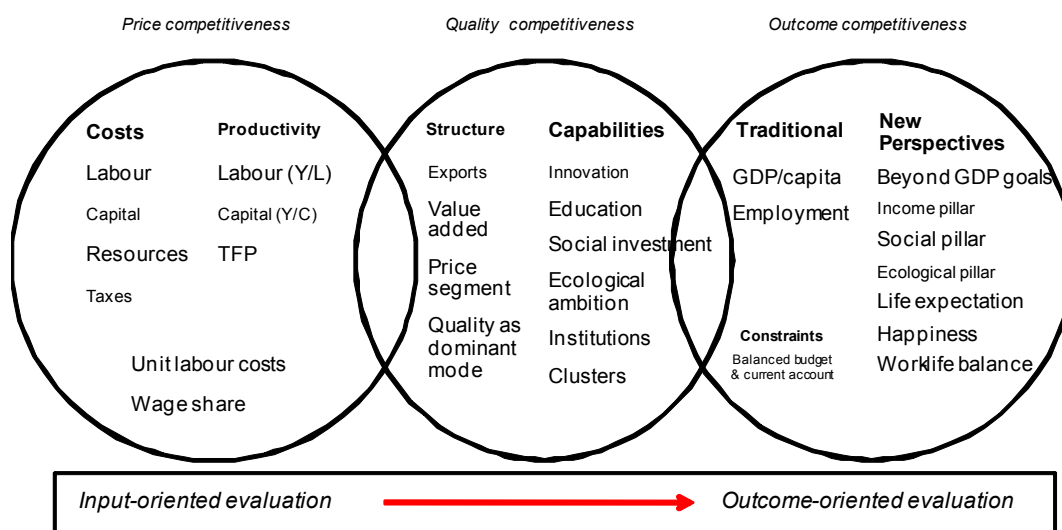 Price competitiveness
Quality competitiveness
Outcome competitiveness
Costs
Labour
Capital
Resources
Taxes
Productivity
Labour (Y/L)
Capital (Y/C)
TFP
Unit labour costs
Wage share
Structure
Exports
Value
added
Price
segment
Quality as
dominant
mode
Capabilities
Innovation
Education
Social investment
Ecological
ambition
Institutions
Clusters
Traditional
GDP/capita
Employment
Constraints
Balanced budget
& current account
New
Perspectives
Beyond GDP goals
Income pillar
Social pillar
Ecological pillar
Life expectation
Happiness
Worklife balance
Input-oriented evaluation
Outcome-oriented evaluation